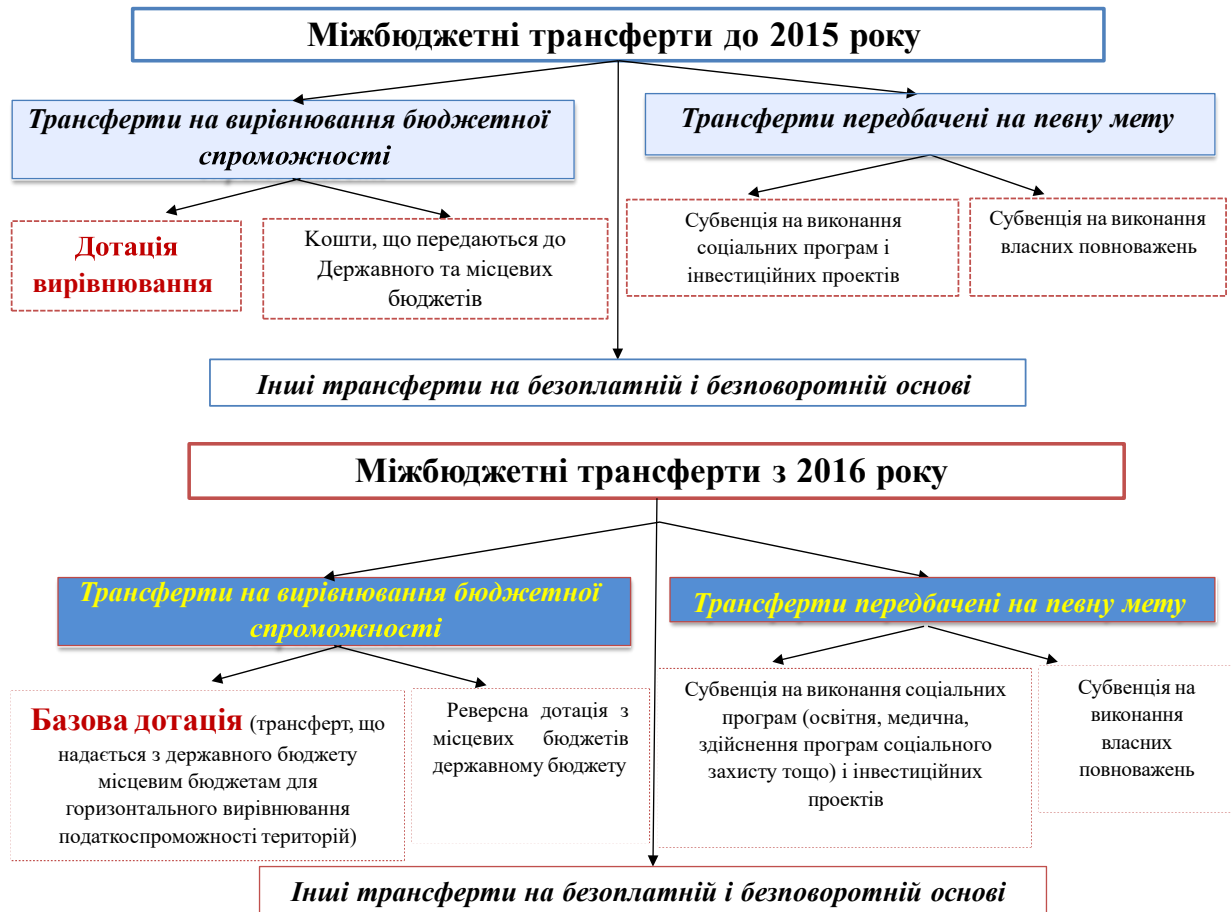 Міжбюджетні трансферти до 2015 року
Трансферти на вирівнювання бюджетної
спроможності
Трансферти передбачені на певну мету
Дотація
вирівнювання
Кошти, що передаються до
Державного та місцевих
бюджетів
Субвенція на виконання
соціальних програм і
інвестиційних проектів
Субвенція на виконання
власних повноважень
Інші трансферти на безоплатній і безповоротній основі
Міжбюджетні трансферти з 2016 року
Трансферти на вирівнювання бюджетної
спроможності
Трансферти передбачені на певну мету
Базова дотація (трансферт, що
надається з державного бюджету
місцевим бюджетам для
горизонтального вирівнювання
податкоспроможності територій)
Реверсна дотація з
місцевих бюджетів
державному бюджету
Субвенція на виконання соціальних
програм (освітня, медична,
здійснення програм соціального
захисту тощо) і інвестиційних
проектів
Субвенція на
виконання
власних
повноважень
Інші трансферти на безоплатній і безповоротній основі